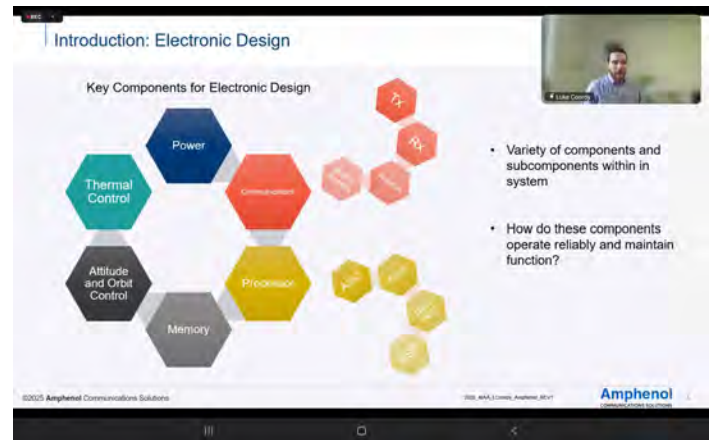 REC
Introduction: Electronic Design
Key Components for Electronic Design
Power
Communication
Processor
Memory
Attitude
and Orbit
Control
Thermal
Control
TX
RX
• Variety of components and
subcomponents within in
system
• How do these components
operate reliably and maintain
function?
©2025 Amphenol Communications Solutions
Amphenol
COMMUNICATIONS SOLUTIONS